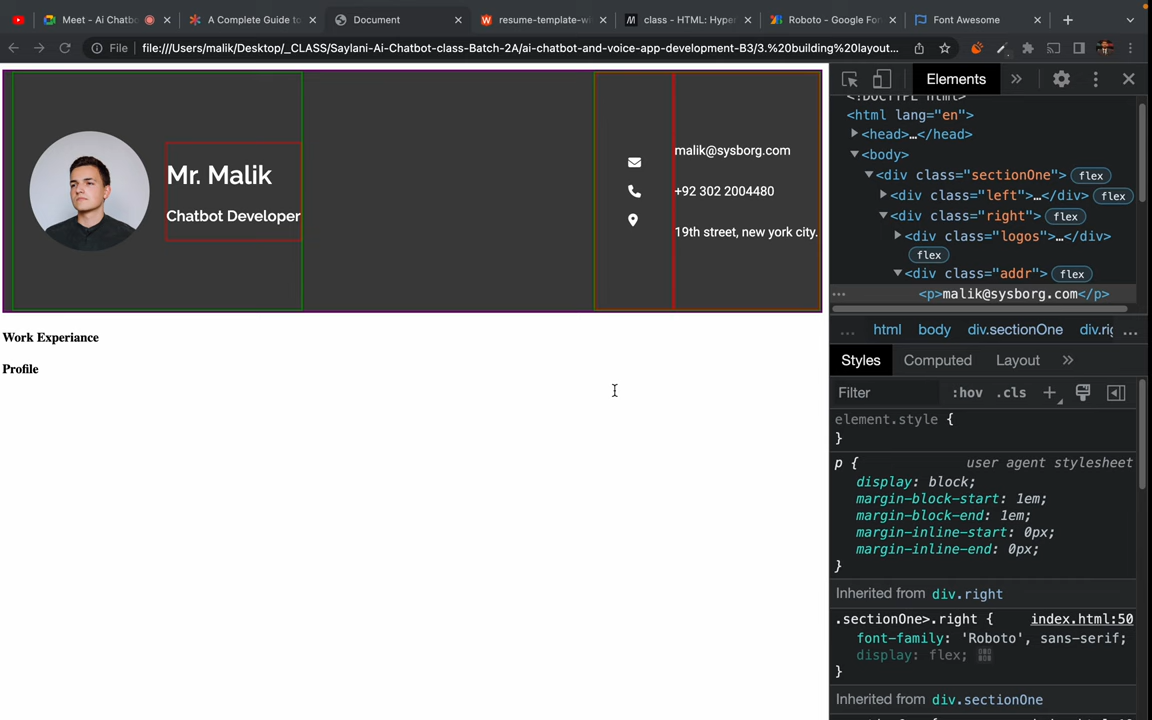 Meet - Ai Chatb
A Complete Guide to
Document
resume-template-wi
class - HTML: Hyper
Roboto - Google Fon
Font Awesome
File
file:///Users/malik/Desktop/_CLASS/Saylani-Ai-Chatbot-class-Batch-2A/ai-chatbot-and-voice-app-development-B3/3.%20building%20layout...
Mr. Malik
Chatbot Developer
malik@sysborg.com
+92 302 2004480
19th street, new york city.
Work Experiance
Profile
Elements
<!DOCTYPE html>
<html lang="en">
<head>…</head>
<body>
<div class="sectionOne"> flex
<div class="left">…</div> flex
<div class="right"> flex
<div class="logos">…</div>
flex
<div class="addr"> flex
<p>malik@sysborg.com</p>
… html body div.sectionOne div.rig …
Styles Computed Layout
Filter :hov .cls
element.style {
}
p { user agent stylesheet
display: block;
margin-block-start: 1em;
margin-block-end: 1em;
margin-inline-start: 0px;
margin-inline-end: 0px;
}
Inherited from div.right
.sectionOne>.right { index.html:50
font-family: 'Roboto', sans-serif;
display: flex;
}
Inherited from div.sectionOne